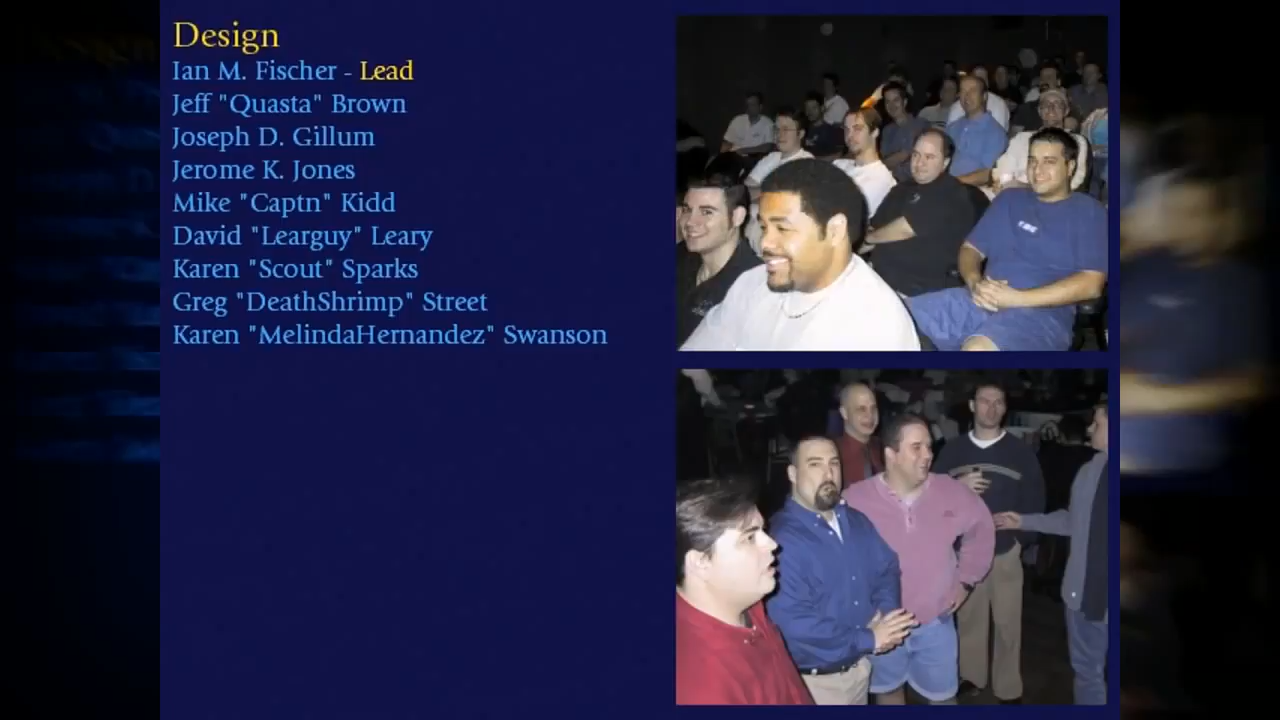 Design
Ian M. Fischer - Lead
Jeff "Quasta" Brown
Joseph D. Gillum
Jerome K. Jones
Mike "Captn" Kidd
David "Learguy" Leary
Karen "Scout" Sparks
Greg "DeathShrimp" Street
Karen "MelindaHernandez" Swanson